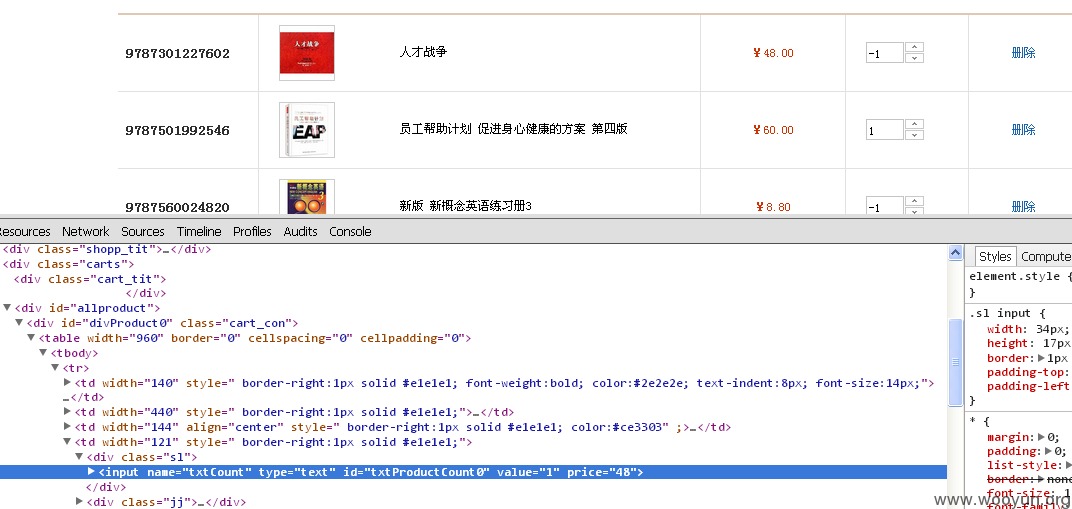 9787301227602 人才战争 ¥ 48.00 -1 删除
9787501992546 EAP 员工帮助计划 促进身心健康的方案 第四版 ¥ 60.00 1 删除
9787560024820 新版 新概念英语练习册3 ¥ 8.80 -1 删除
Resources Network Sources Timeline Profiles Audits Console
<div class="shopp_tit">…</div>
<div class="carts">
<div class="cart_tit">
</div>
<div id="allproduct">
<div id="divProduct0" class="cart_con">
<table width="960" border="0" cellspacing="0" cellpadding="0">
<tbody>
<tr>
<td width="140" style=" border-right:1px solid #e1e1e1; font-weight:bold; color:#2e2e2e; text-indent:8px; font-size:14px;">
…</td>
<td width="440" style=" border-right:1px solid #e1e1e1;">…</td>
<td width="144" align="center" style=" border-right:1px solid #e1e1e1; color:#ce3303" ;>…</td>
<td width="121" style=" border-right:1px solid #e1e1e1;">
<div class="sl">
<input name="txtCount" type="text" id="txtProductCount0" value="1" price="48">
</div>
<div class="jj">…</div>
Styles Compute
element.style {
}
.sl input {
width: 34px;
height: 17px
border: 1px
padding-top:
padding-left
}
* {
margin: 0;
padding: 0;
list-style:
border: none
font-size: 1
font-family
www.wooyun.org